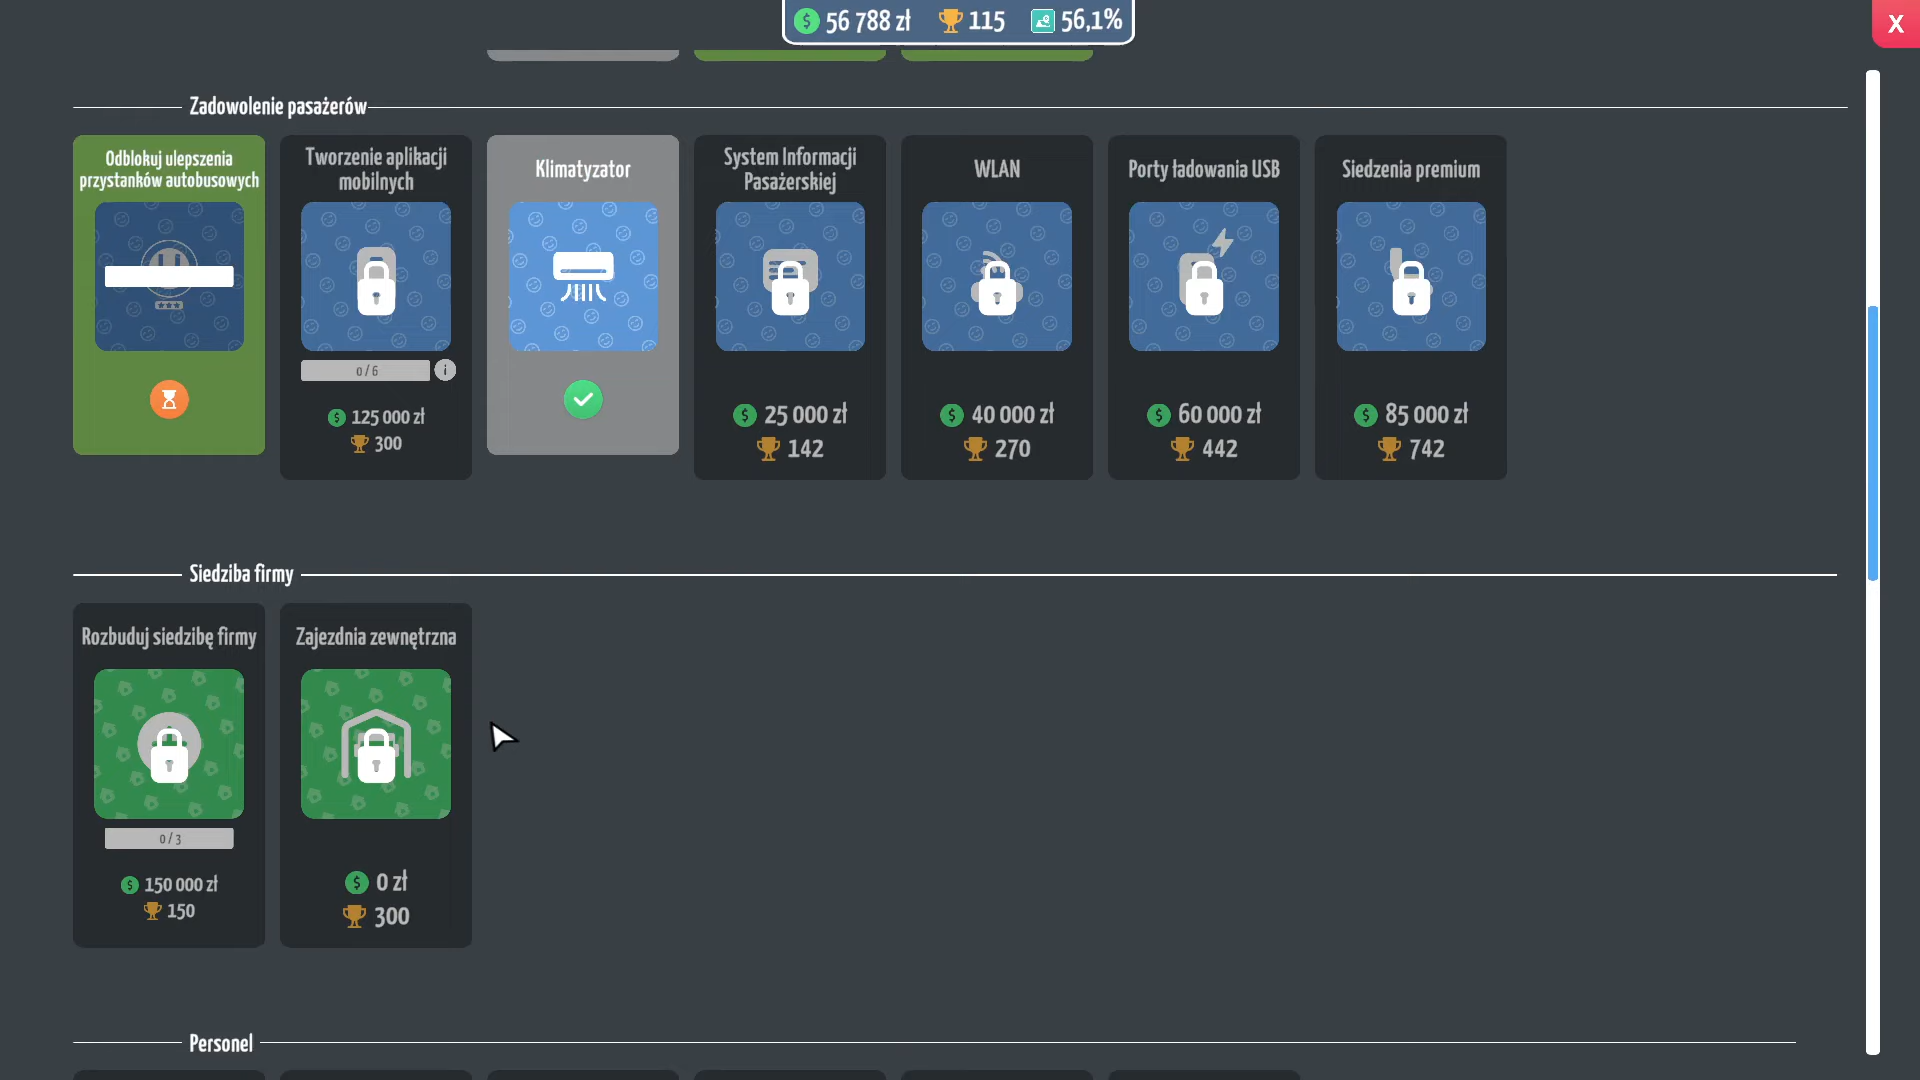 56 788 zł 115 56,1%
X
Zadowolenie pasażerów
Odblokuj ulepszenia
przystanków autobusowych
Tworzenie aplikacji
mobilnych
0 / 6
i
125 000 zł
300
Klimatyzator
System Informacji
Pasażerskiej
25 000 zł
142
WLAN
40 000 zł
270
Porty ładowania USB
60 000 zł
442
Siedzenia premium
85 000 zł
742
Siedziba firmy
Rozbuduj siedzibę firmy
0 / 3
150 000 zł
150
Zajezdnia zewnętrzna
0 zł
300
Personel